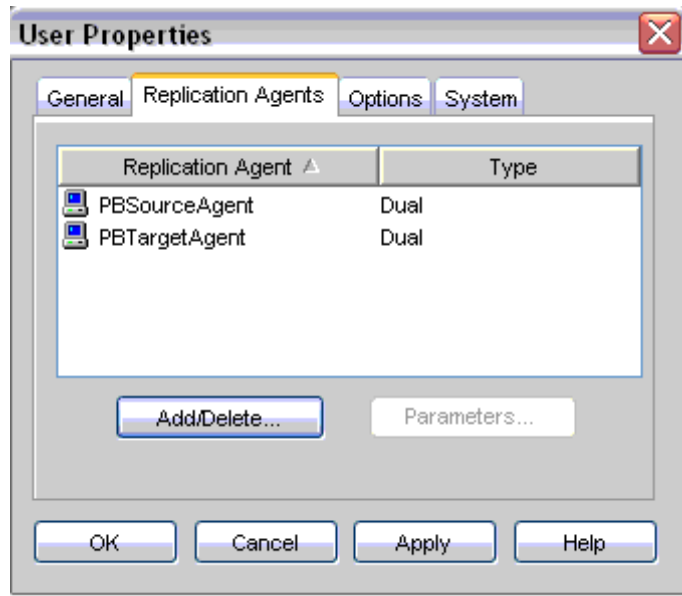 User Properties
General Replication Agents Options System
Replication Agent Type
PBSourceAgent Dual
PBTargetAgent Dual
Add/Delete... Parameters...
OK Cancel Apply Help